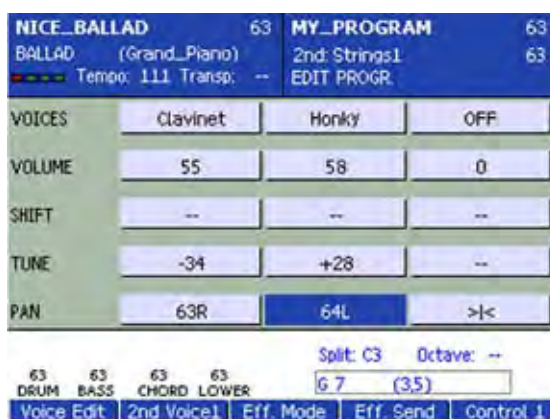 NICE_BALLAD 63 MY_PROGRAM 63
BALLAD (Grand_Piano) 2nd: Strings1 63
Tempo: 111 Transp: -- EDIT PROGR.
VOICES Clavinet Honky OFF
VOLUME 55 58 0
SHIFT -- -- --
TUNE -34 +28 --
PAN 63R 64L >|<
Split: C3 Octave: --
63 63 63 63
DRUM BASS CHORD LOWER G 7 (3,5)
Voice Edit 2nd Voice1 Eff. Mode Eff. Send Control 1